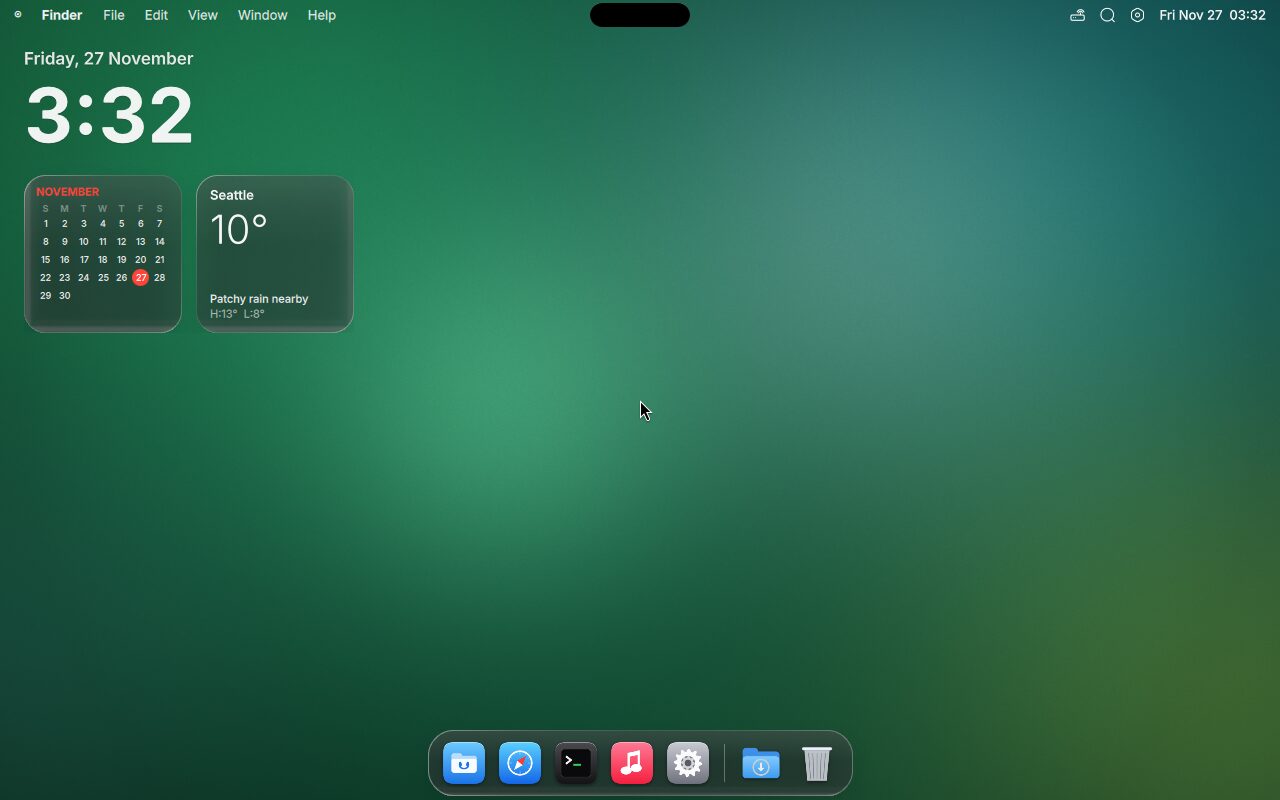 Finder File Edit View Window Help Fri Nov 27 03:32
Friday, 27 November
3:32
NOVEMBER
S M T W T F S
1 2 3 4 5 6 7
8 9 10 11 12 13 14
15 16 17 18 19 20 21
22 23 24 25 26 27 28
29 30
Seattle
10°
Patchy rain nearby
H:13° L:8°